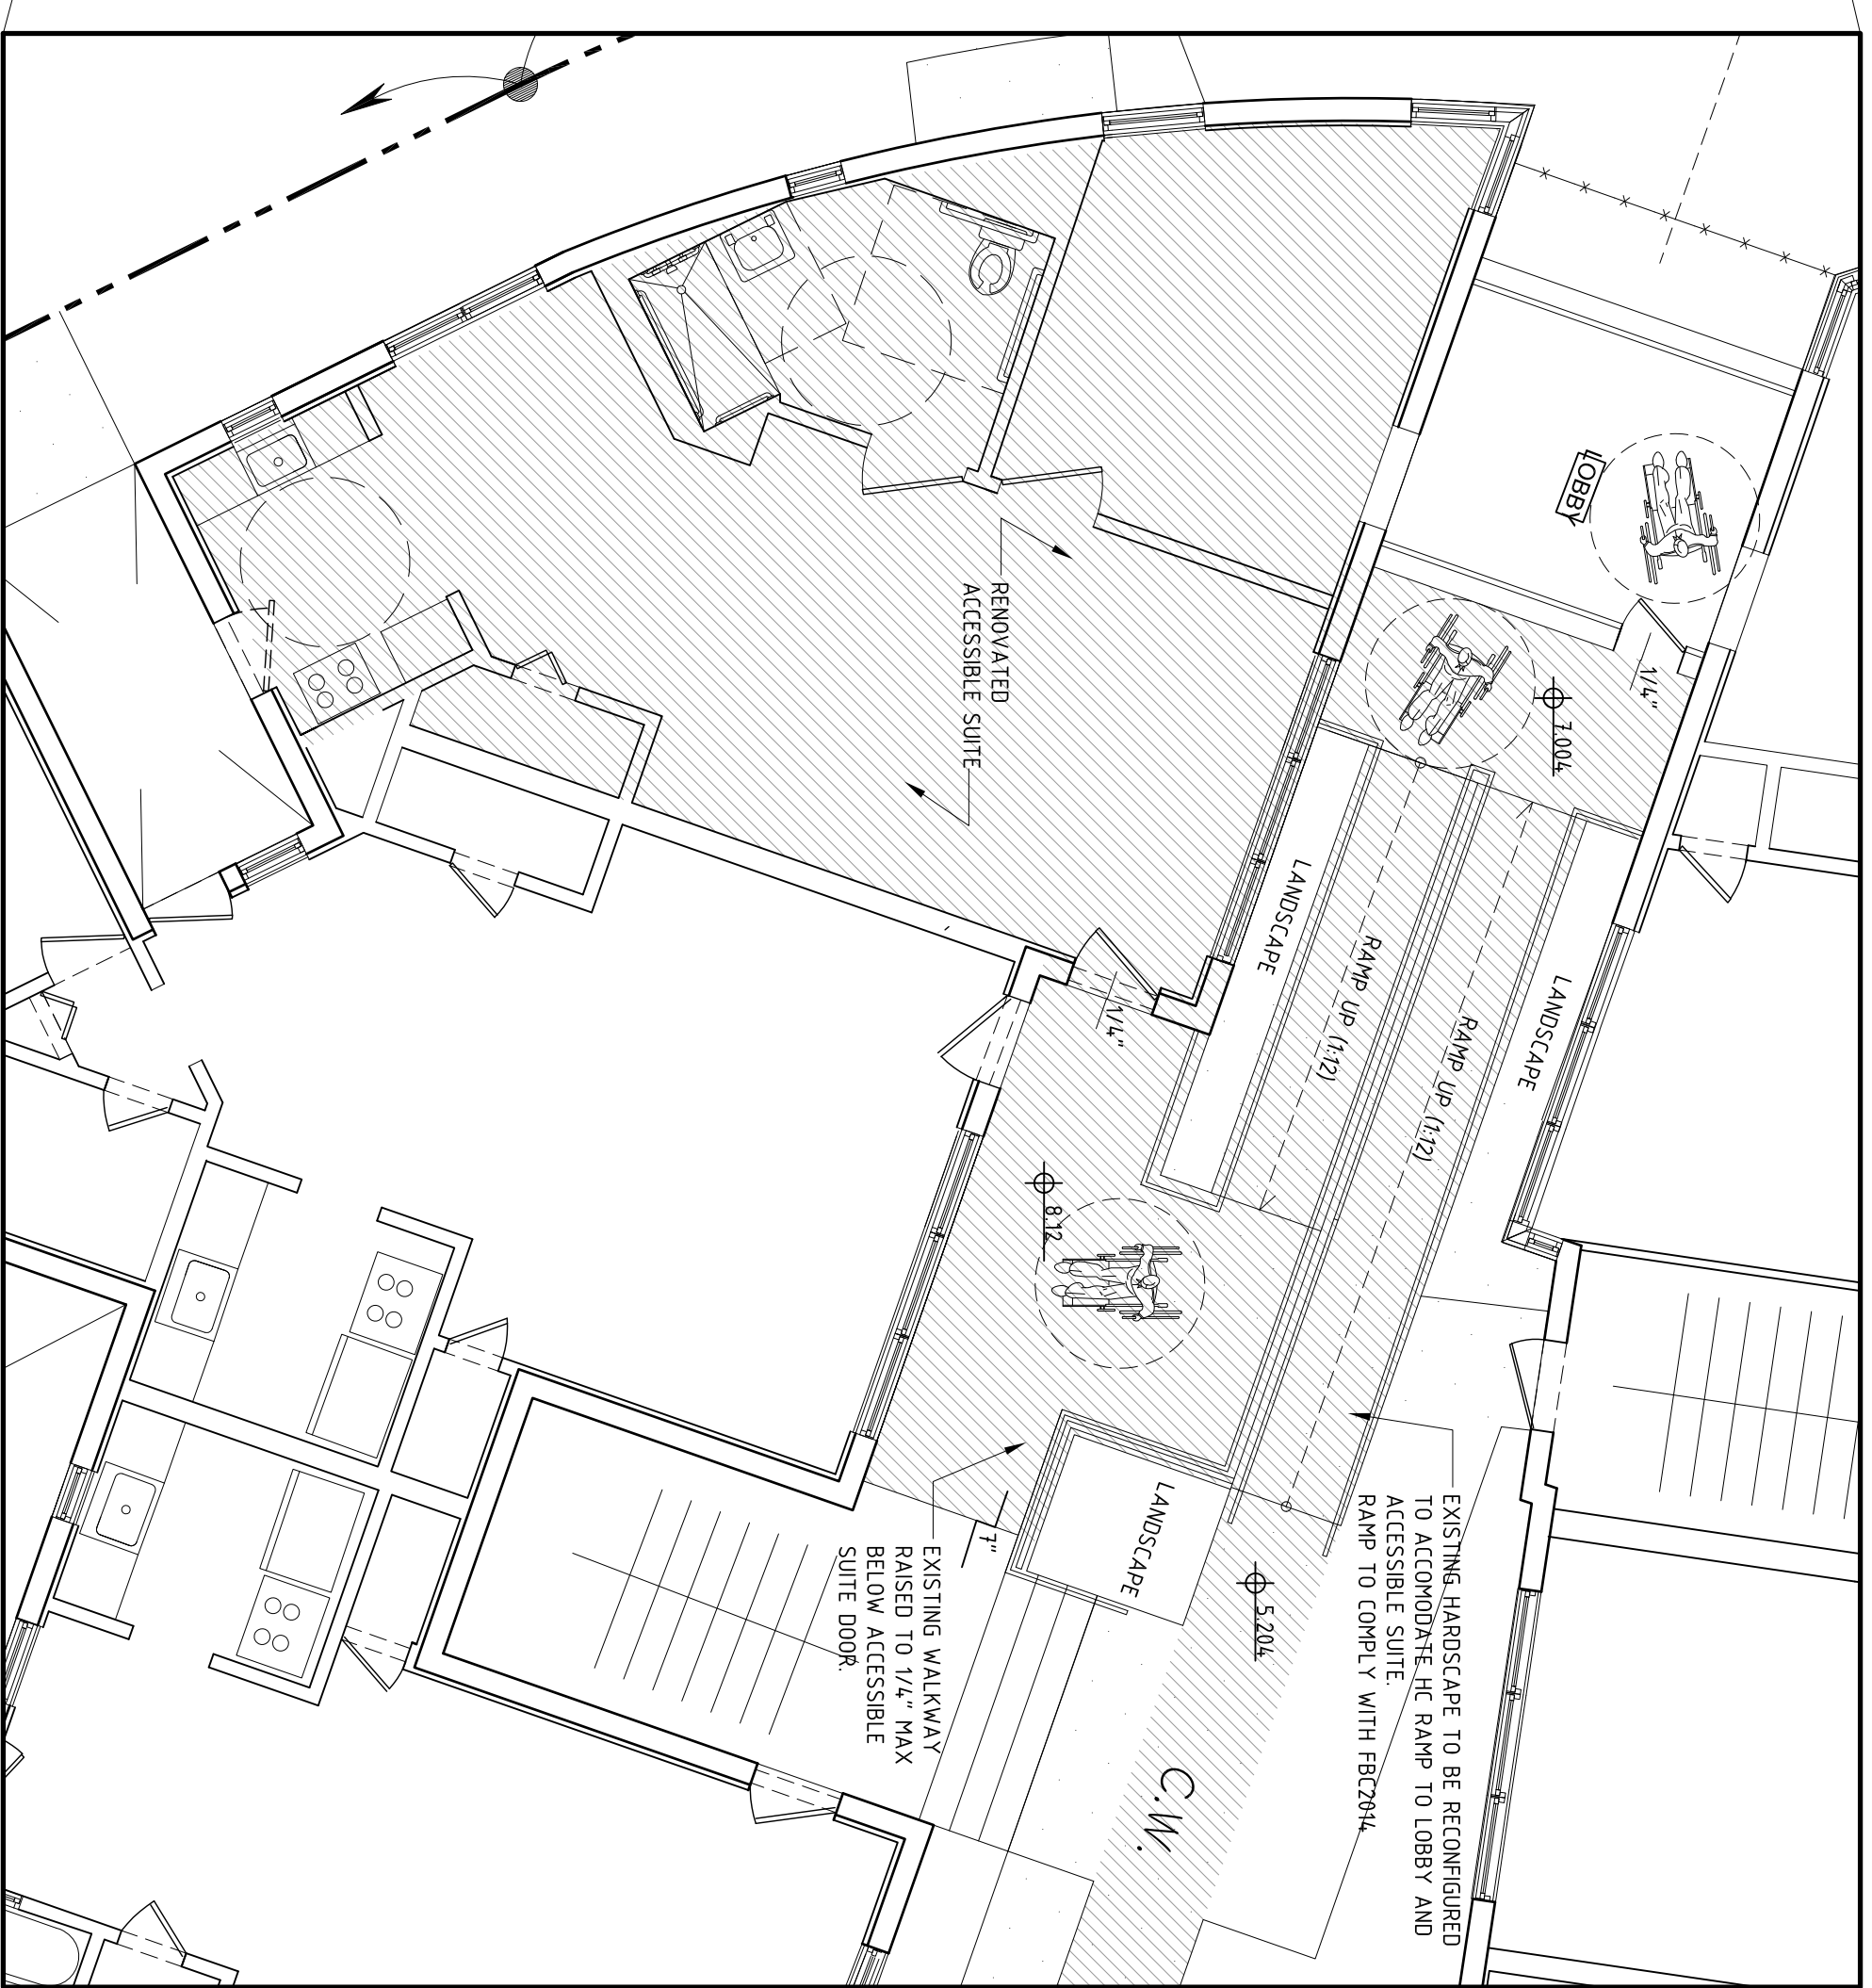 LOBBY
1/4"
7.004
RENOVATED
ACCESSIBLE SUITE
LANDSCAPE
RAMP UP (1:12)
RAMP UP (1:12)
LANDSCAPE
1/4"
8.12
LANDSCAPE
7"
5.204
EXISTING HARDSCAPE TO BE RECONFIGURED
TO ACCOMODATE HC RAMP TO LOBBY AND
ACCESSIBLE SUITE.
RAMP TO COMPLY WITH FBC2014
EXISTING WALKWAY
RAISED TO 1/4" MAX
BELOW ACCESSIBLE
SUITE DOOR.
C.W.